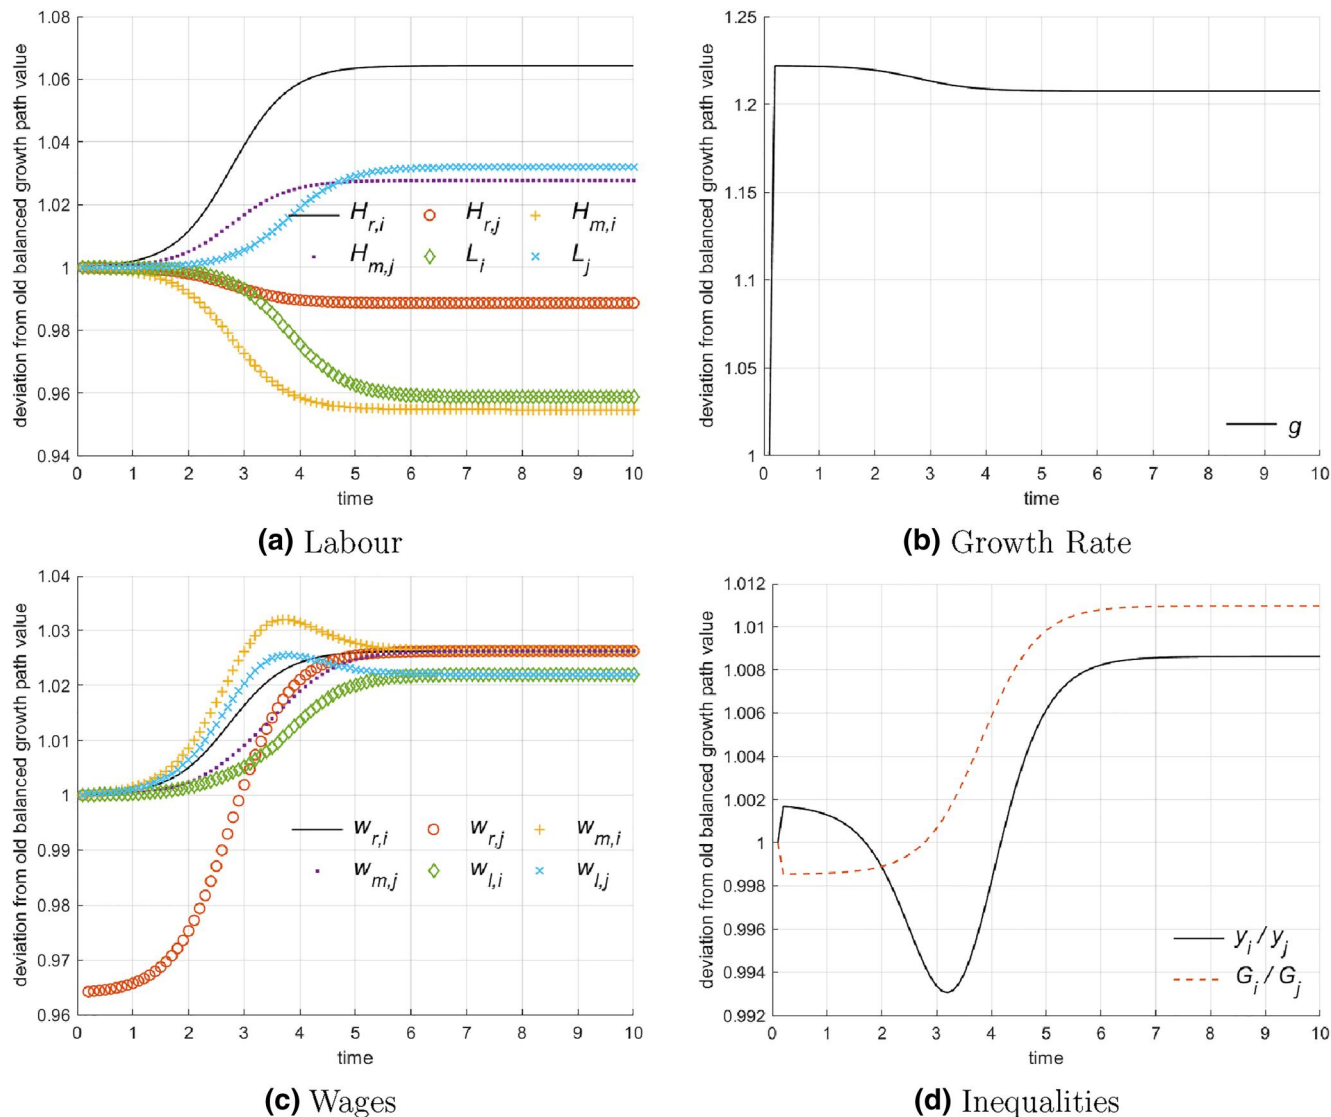 1.08
1.06
1.04
1.02
1
0.98
0.96
0.94
deviation from old balanced growth path value
H_{r,i} H_{r,j} H_{m,i}
H_{m,j} L_i L_j
0 1 2 3 4 5 6 7 8 9 10
time
(a) Labour
1.25
1.2
1.15
1.1
1.05
1
deviation from old balanced growth path value
g
0 1 2 3 4 5 6 7 8 9 10
time
(b) Growth Rate
1.04
1.03
1.02
1.01
1
0.99
0.98
0.97
0.96
deviation from old balanced growth path value
w_{r,i} w_{r,j} w_{m,i}
w_{m,j} w_{l,i} w_{l,j}
0 1 2 3 4 5 6 7 8 9 10
time
(c) Wages
1.012
1.01
1.008
1.006
1.004
1.002
1
0.998
0.996
0.994
0.992
deviation from old balanced growth path value
y_i / y_j
G_i / G_j
0 1 2 3 4 5 6 7 8 9 10
time
(d) Inequalities